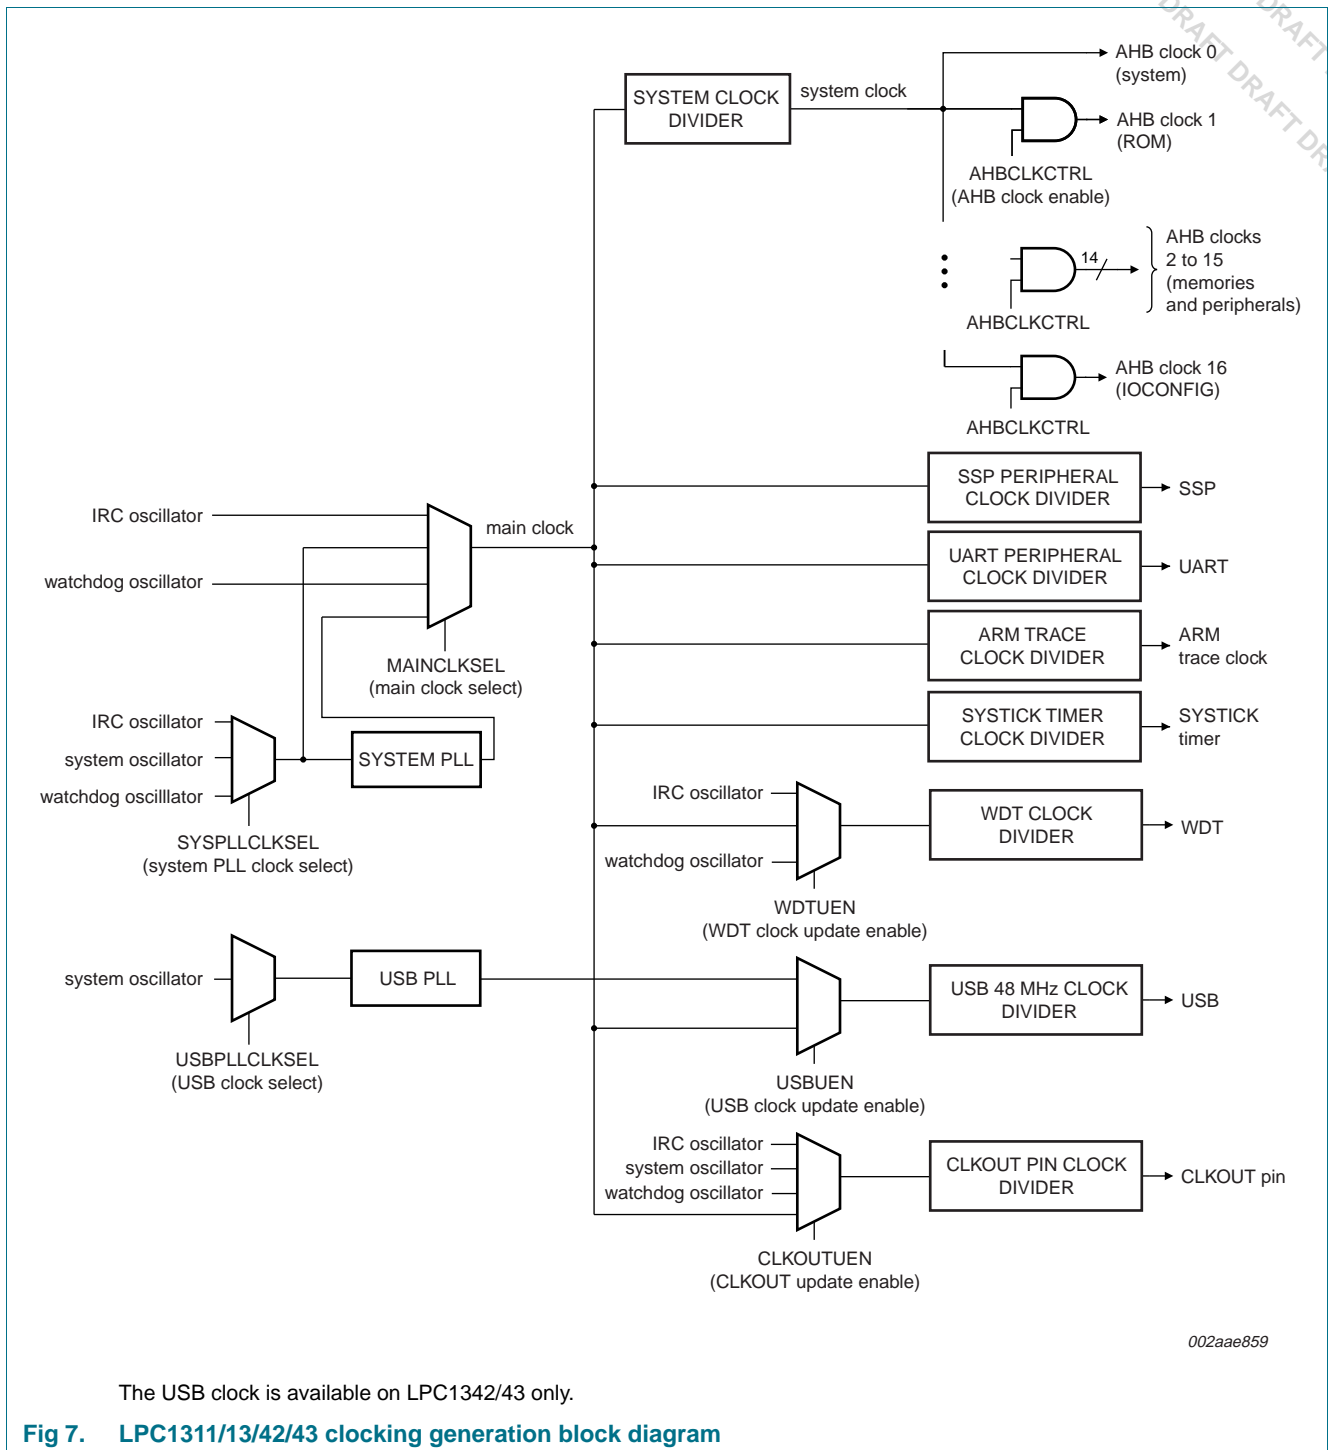 DRAFT DRAFT DRAFT
DRAFT
SYSTEM CLOCK
DIVIDER
system clock
AHB clock 0
(system)
AHB clock 1
(ROM)
AHBCLKCTRL
(AHB clock enable)
14
AHB clocks
2 to 15
(memories
and peripherals)
AHBCLKCTRL
AHB clock 16
(IOCONFIG)
AHBCLKCTRL
SSP PERIPHERAL
CLOCK DIVIDER
SSP
IRC oscillator
main clock
watchdog oscillator
UART PERIPHERAL
CLOCK DIVIDER
UART
MAINCLKSEL
(main clock select)
ARM TRACE
CLOCK DIVIDER
ARM
trace clock
IRC oscillator
system oscillator
watchdog oscilllator
SYSTEM PLL
SYSTICK TIMER
CLOCK DIVIDER
SYSTICK
timer
SYSPLLCLKSEL
(system PLL clock select)
IRC oscillator
watchdog oscillator
WDT CLOCK
DIVIDER
WDT
WDTUEN
(WDT clock update enable)
system oscillator
USB PLL
USB 48 MHz CLOCK
DIVIDER
USB
USBPLLCLKSEL
(USB clock select)
USBUEN
(USB clock update enable)
IRC oscillator
system oscillator
watchdog oscillator
CLKOUT PIN CLOCK
DIVIDER
CLKOUT pin
CLKOUTUEN
(CLKOUT update enable)
002aae859
The USB clock is available on LPC1342/43 only.
Fig 7. LPC1311/13/42/43 clocking generation block diagram